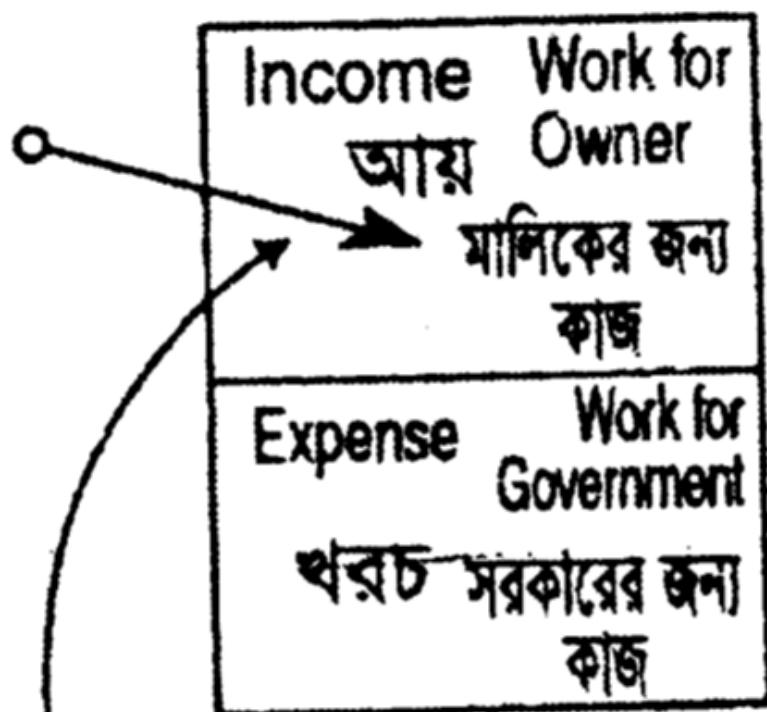 Income Work for
Owner
আয়
মালিকের জন্য
কাজ
Expense Work for
Government
খরচ সরকারের জন্য
কাজ